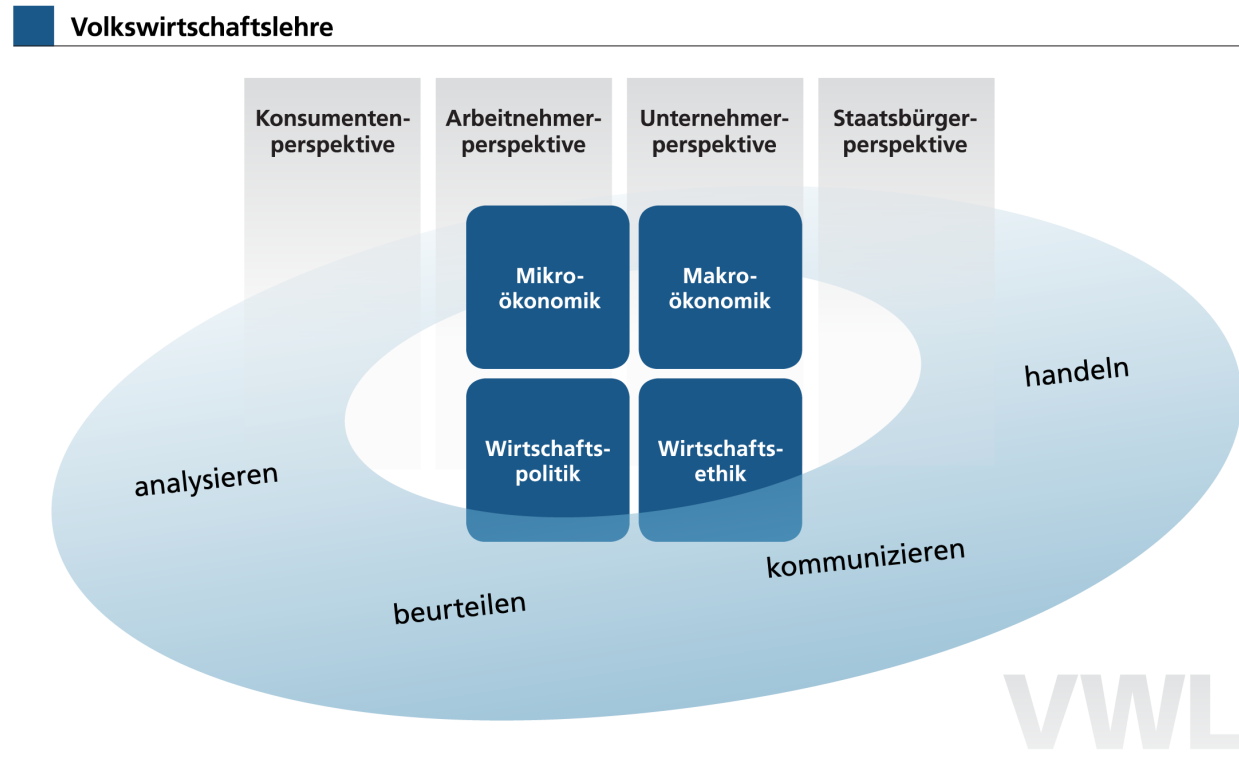 Volkswirtschaftslehre
Konsumenten-
perspektive
Arbeitnehmer-
perspektive
Unternehmer-
perspektive
Staatsbürger-
perspektive
Mikro-
ökonomik
Makro-
ökonomik
Wirtschafts-
politik
Wirtschafts-
ethik
analysieren
beurteilen
kommunizieren
handeln
VWL